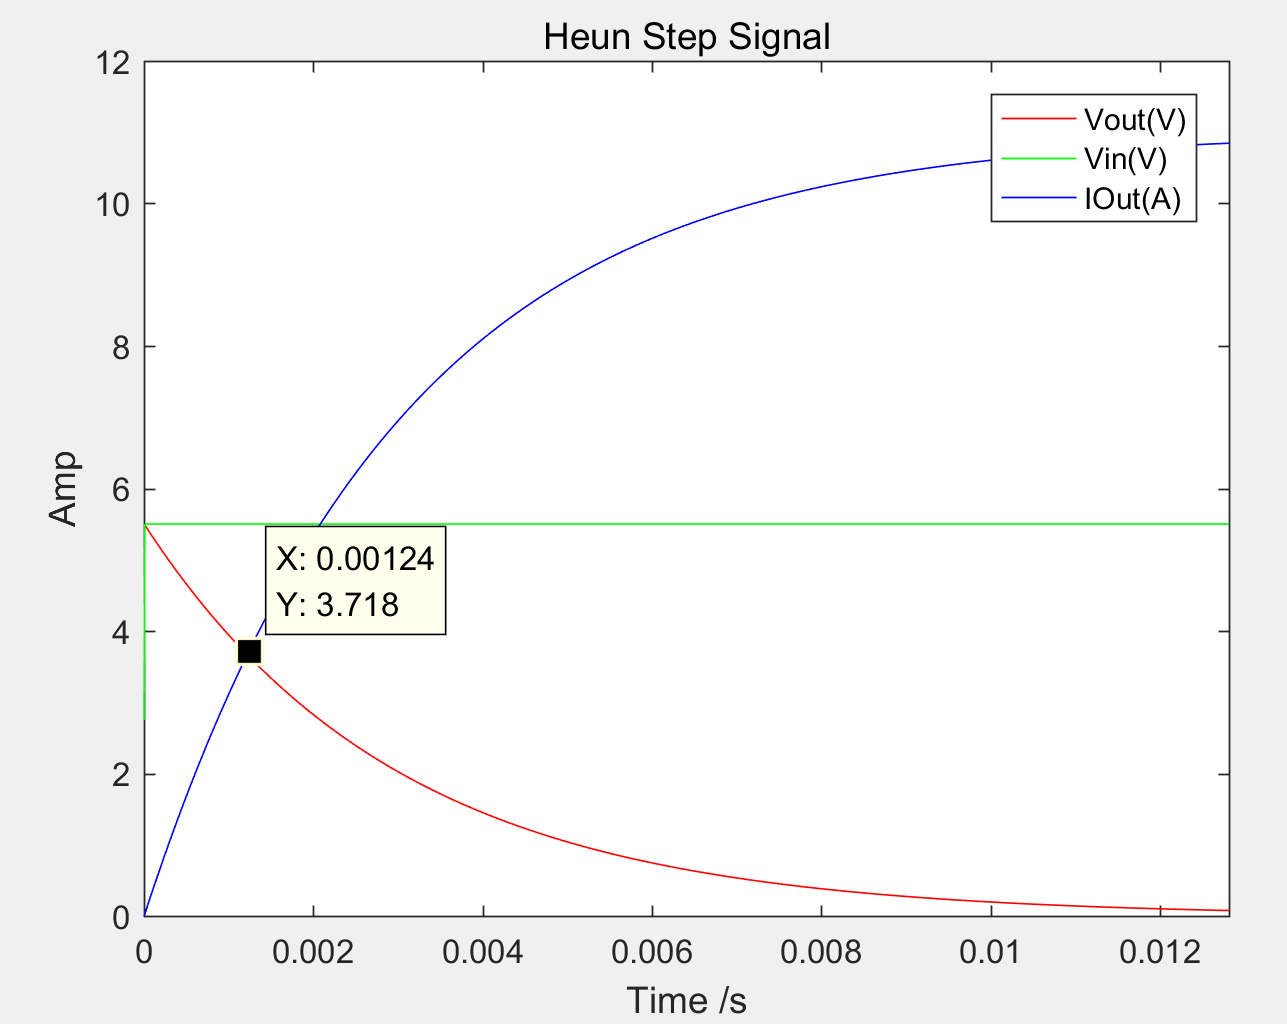 Heun Step Signal
12
10
8
6
4
2
0
Amp
Vout(V)
Vin(V)
IOut(A)
X: 0.00124
Y: 3.718
0 0.002 0.004 0.006 0.008 0.01 0.012
Time /s